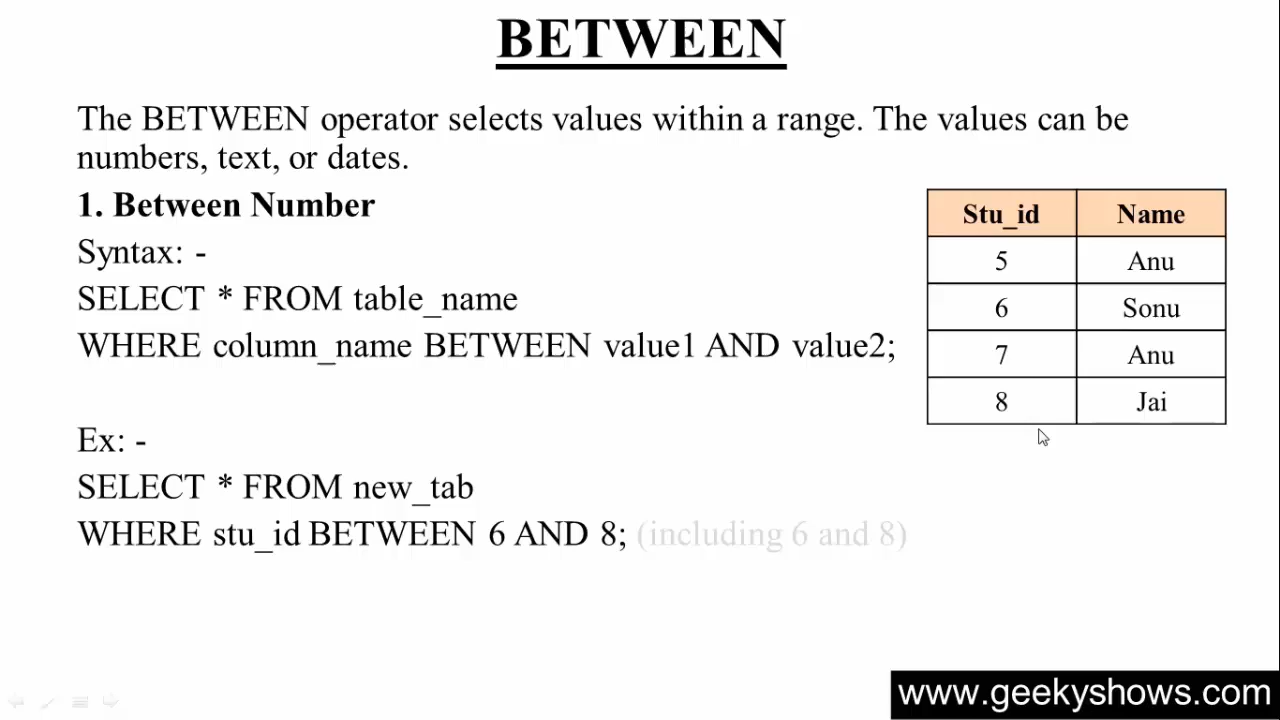 BETWEEN
The BETWEEN operator selects values within a range. The values can be
numbers, text, or dates.
1. Between Number
Syntax: -
SELECT * FROM table_name
WHERE column_name BETWEEN value1 AND value2;
Ex: -
SELECT * FROM new_tab
WHERE stu_id BETWEEN 6 AND 8; (including 6 and 8)
Stu_id Name
5 Anu
6 Sonu
7 Anu
8 Jai
www.geekyshows.com